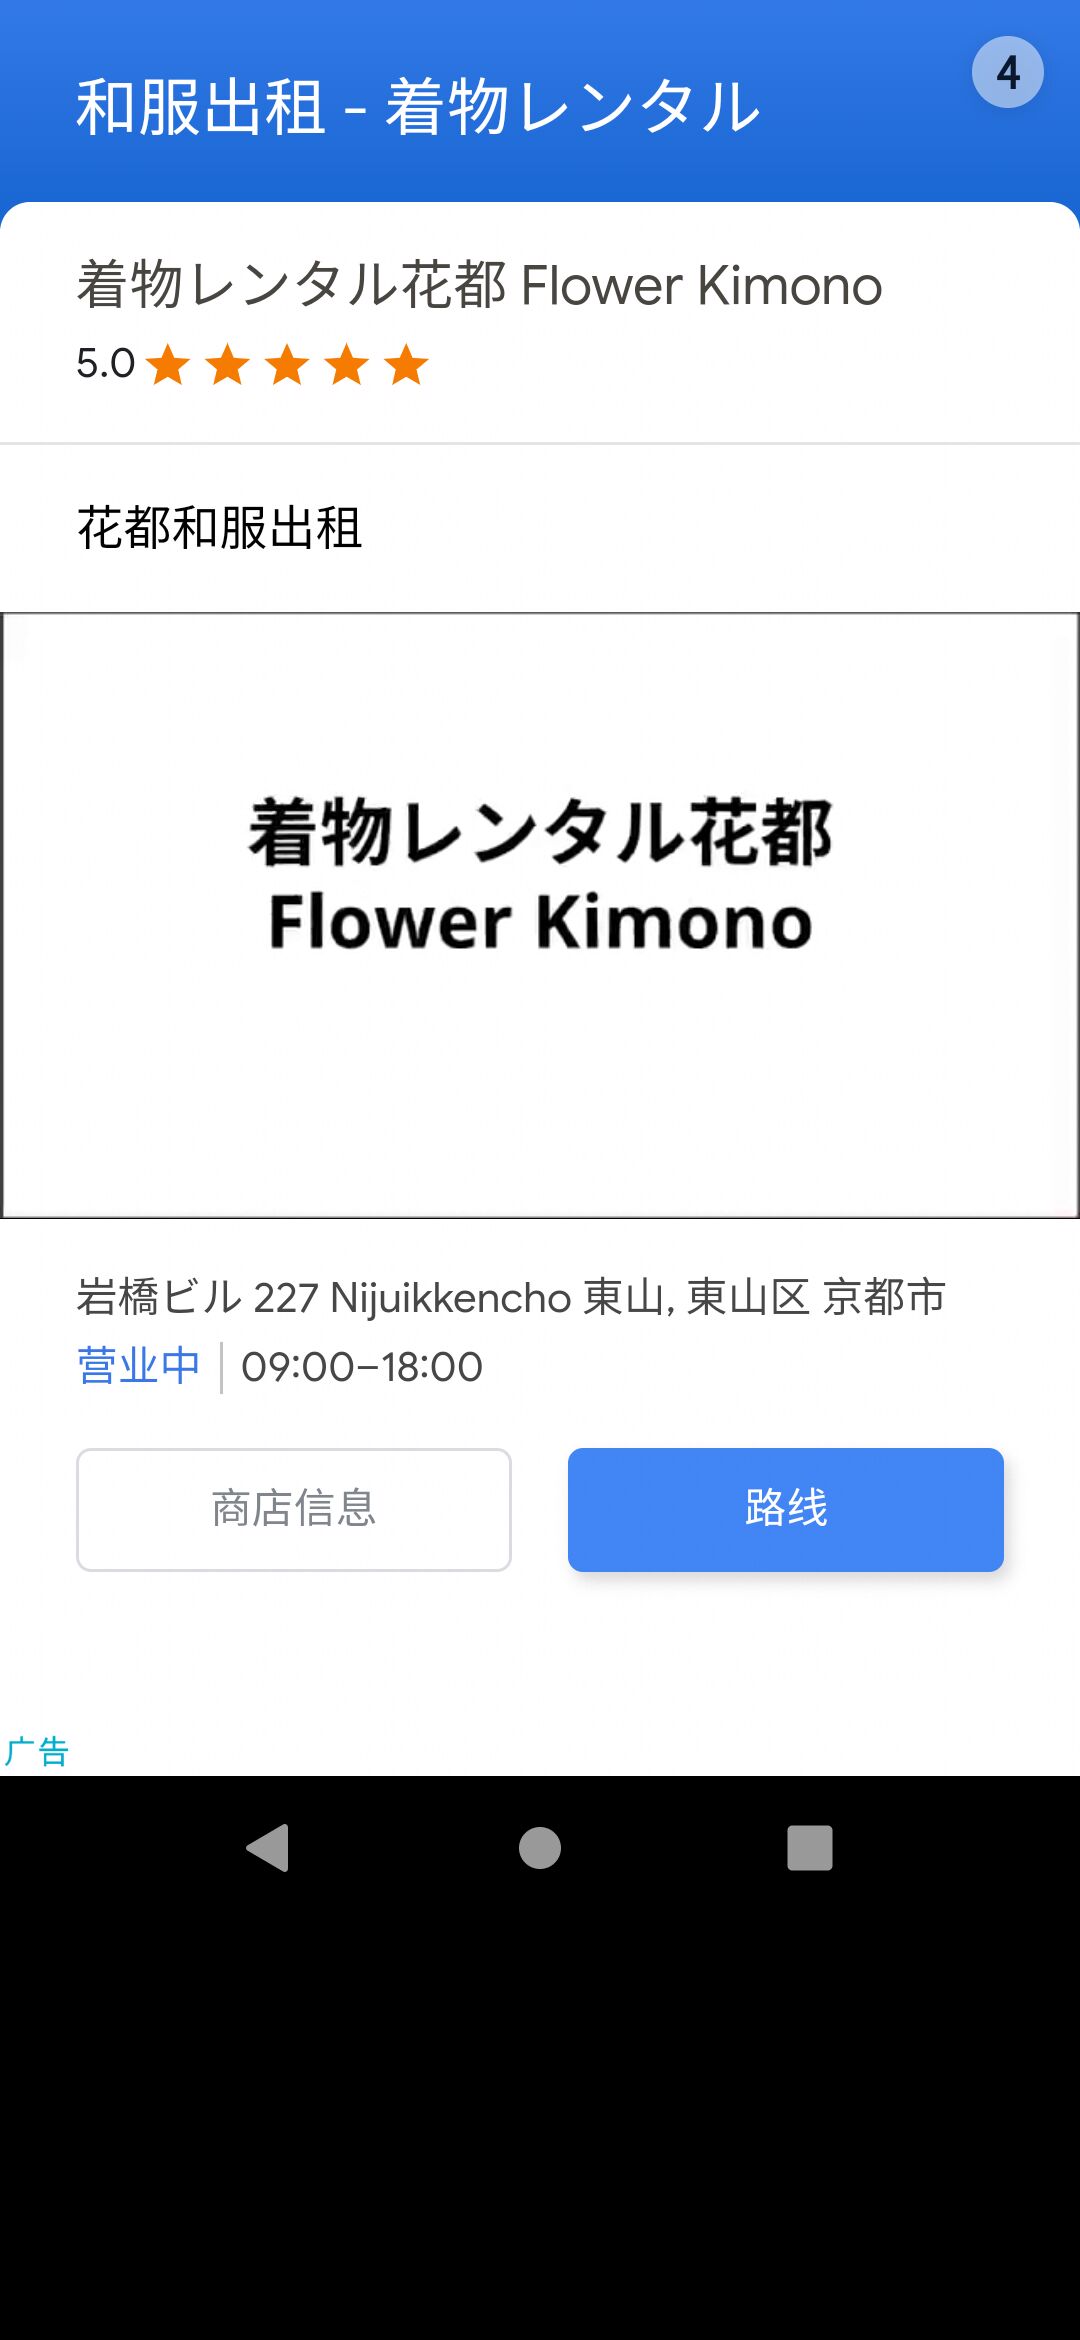 和服出租 - 着物レンタル
4
着物レンタル花都 Flower Kimono
5.0
花都和服出租
着物レンタル花都
Flower Kimono
岩橋ビル 227 Nijuikkencho 東山, 東山区 京都市
营业中 09:00–18:00
商店信息 路线
广告